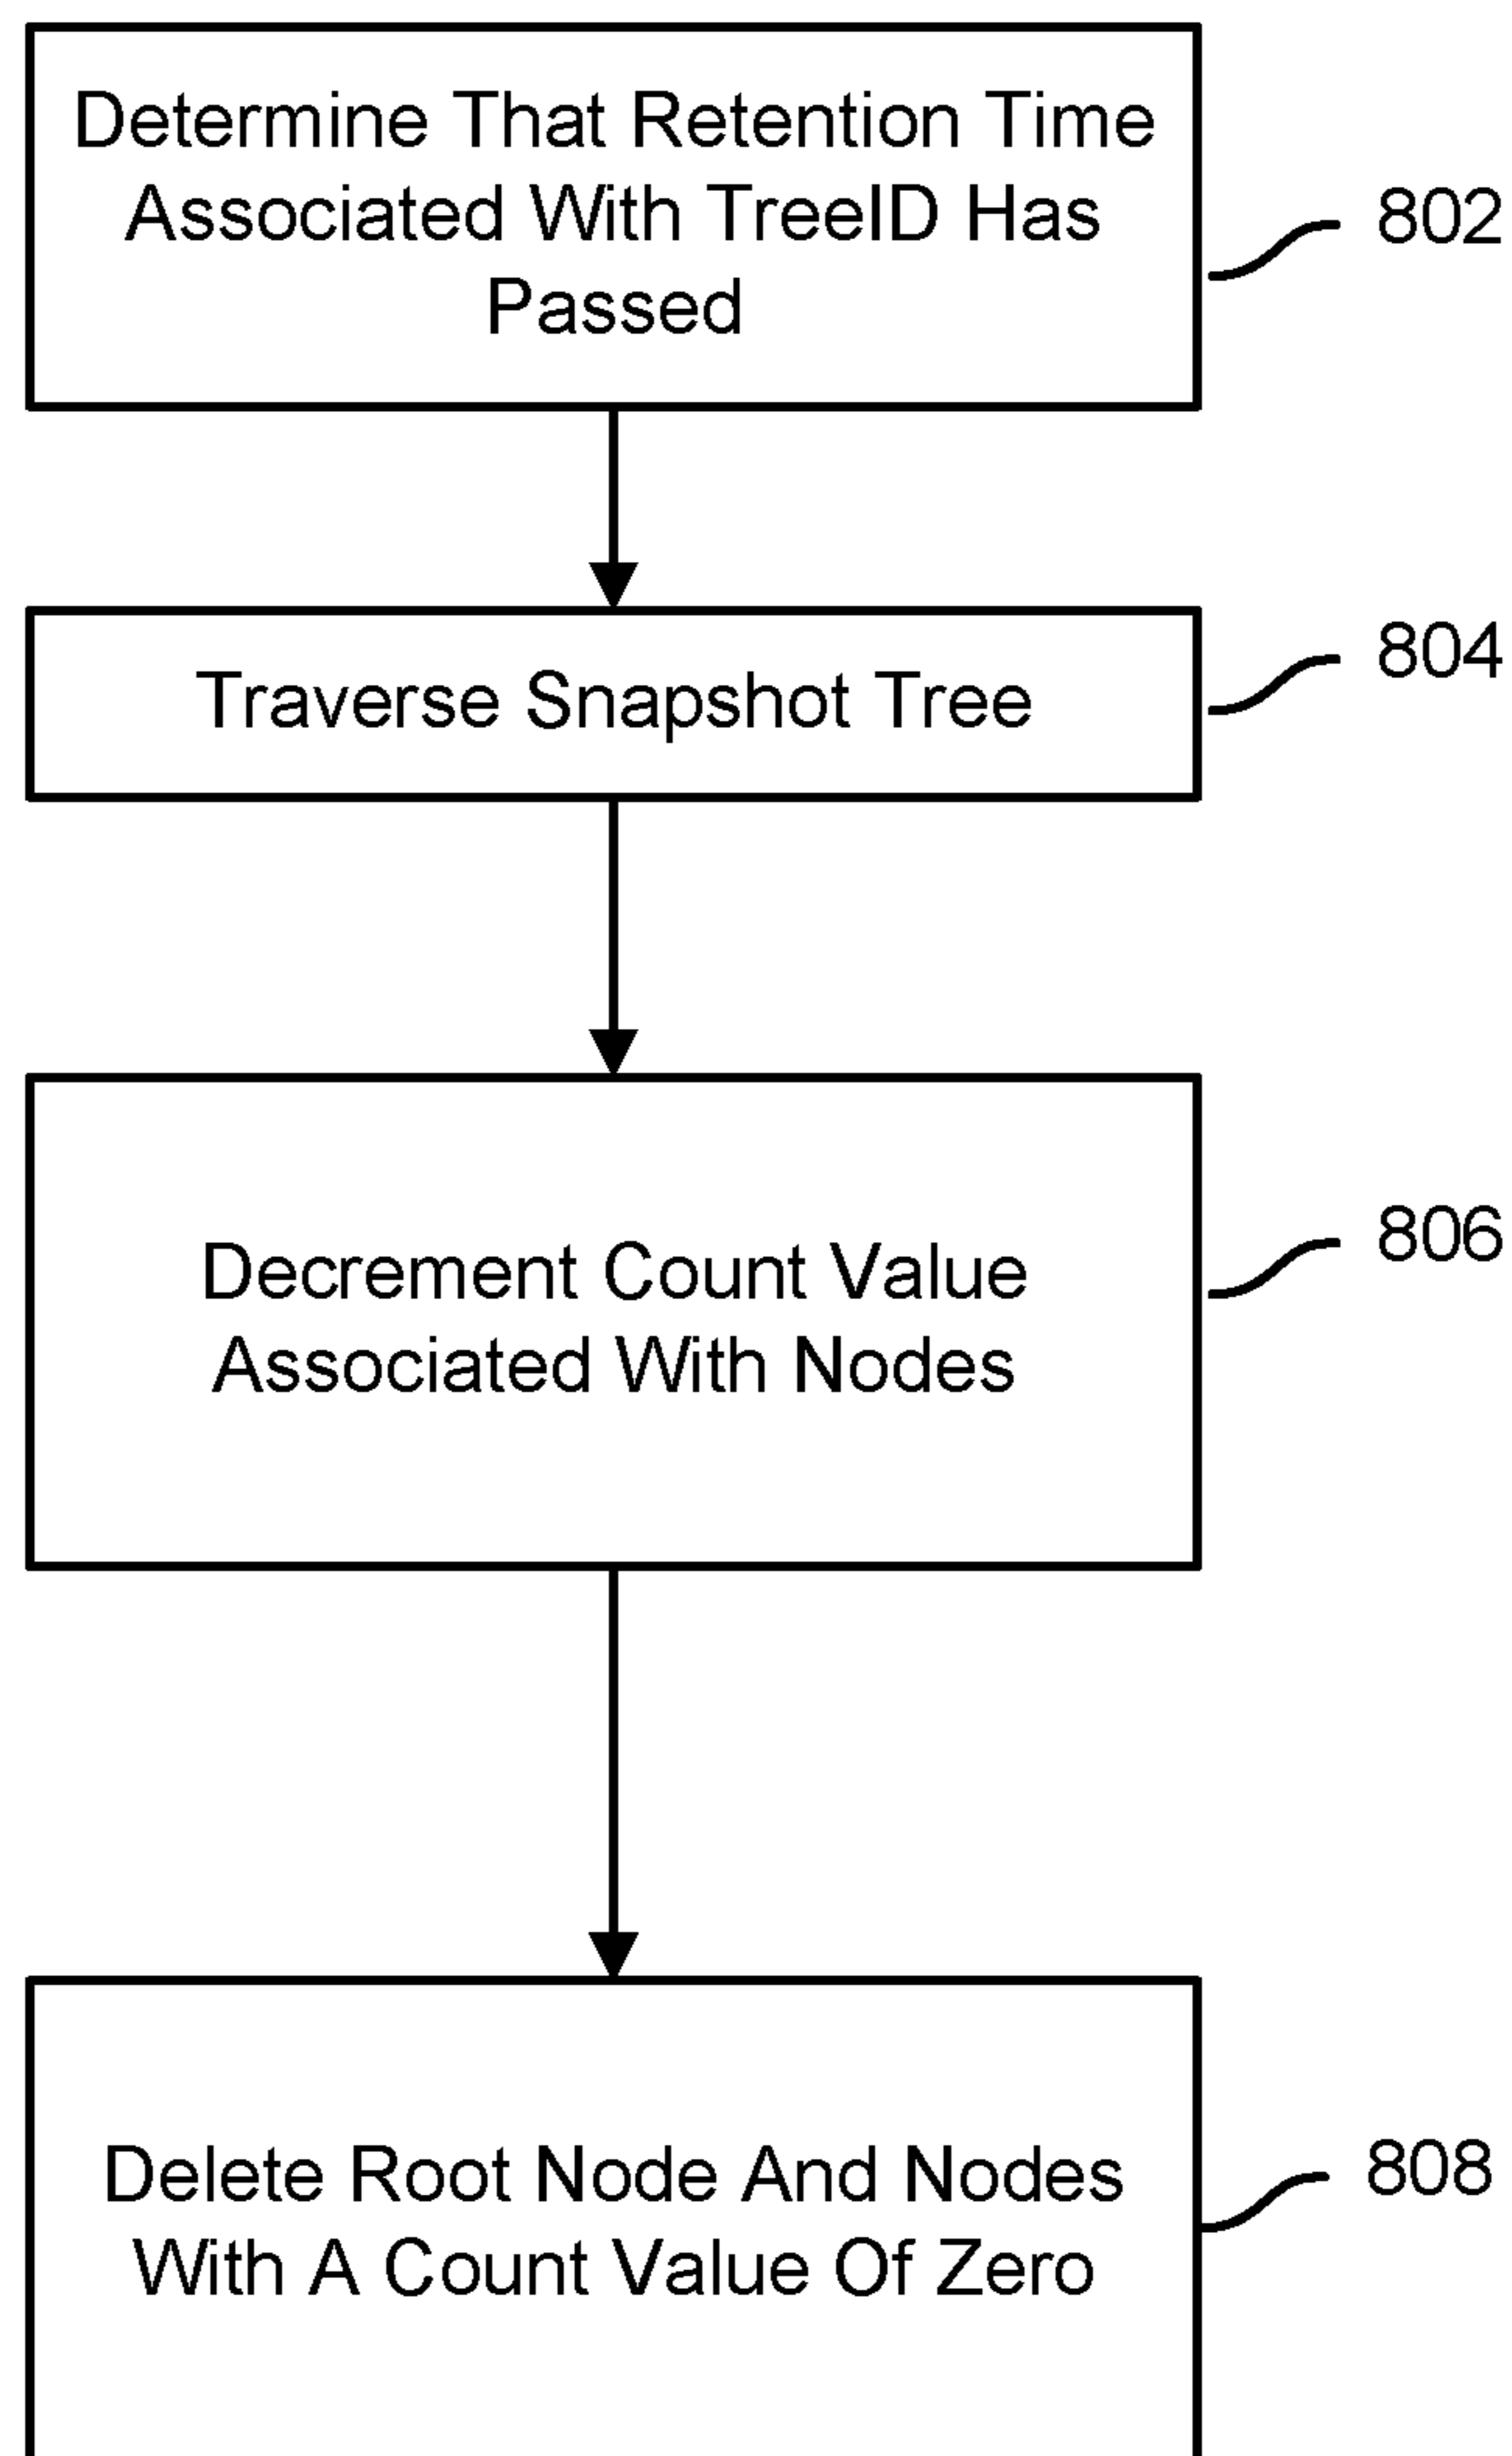 Determine That Retention Time
Associated With TreeID Has
Passed
802
Traverse Snapshot Tree
804
Decrement Count Value
Associated With Nodes
806
Delete Root Node And Nodes
With A Count Value Of Zero
808